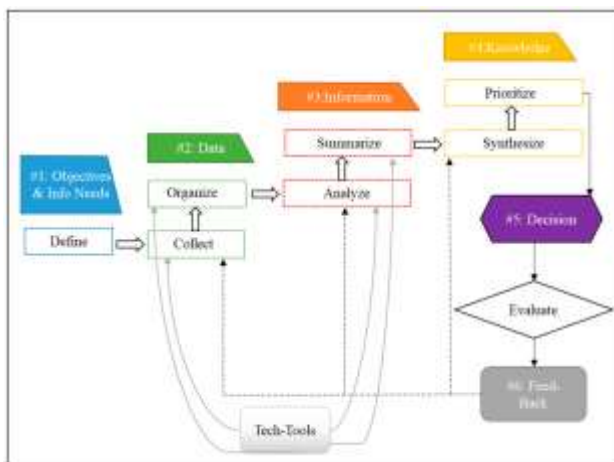 #4:Knowledge
Prioritize
#3:Information
Summarize
Synthesize
#2: Data
#1: Objectives
& Info Needs
Organize
Analyze
#5: Decision
Define
Collect
Evaluate
#6: Feed-
Back
Tech-Tools